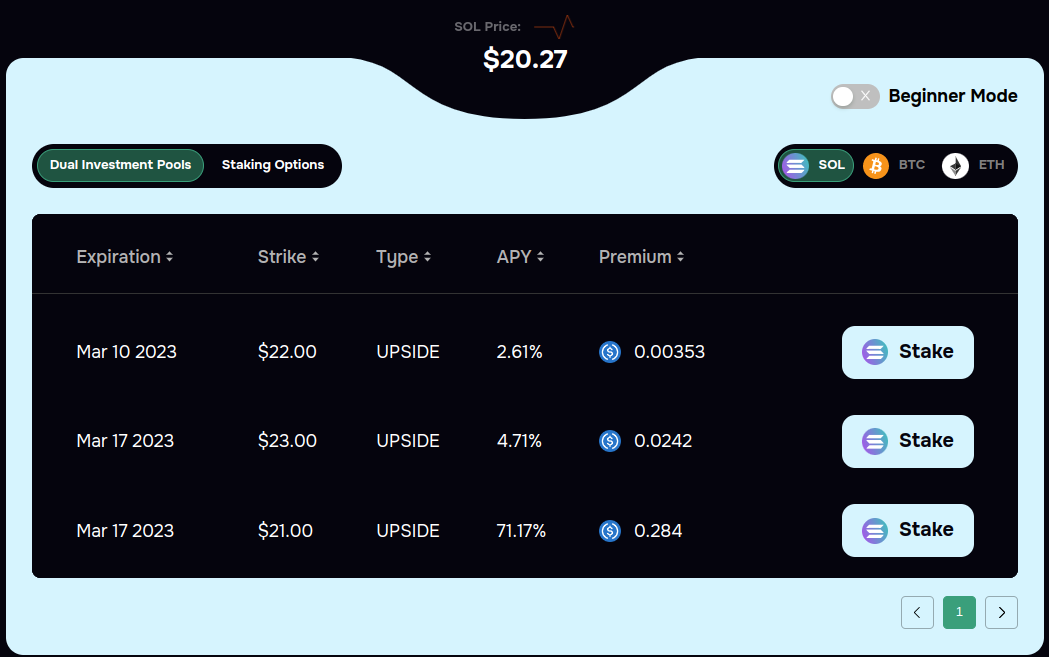 SOL Price:
$20.27
Beginner Mode
Dual Investment Pools Staking Options SOL BTC ETH
Expiration Strike Type APY Premium
Mar 10 2023 $22.00 UPSIDE 2.61% 0.00353 Stake
Mar 17 2023 $23.00 UPSIDE 4.71% 0.0242 Stake
Mar 17 2023 $21.00 UPSIDE 71.17% 0.284 Stake
1